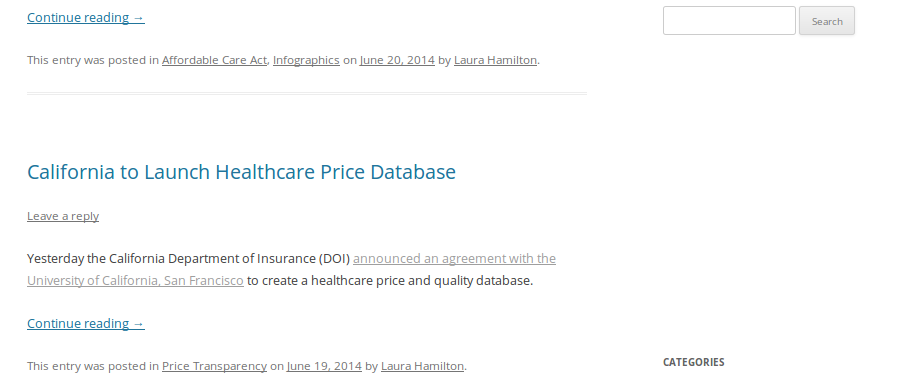 Continue reading →
Search
This entry was posted in Affordable Care Act, Infographics on June 20, 2014 by Laura Hamilton.
California to Launch Healthcare Price Database
Leave a reply
Yesterday the California Department of Insurance (DOI) announced an agreement with the
University of California, San Francisco to create a healthcare price and quality database.
Continue reading →
This entry was posted in Price Transparency on June 19, 2014 by Laura Hamilton.
CATEGORIES